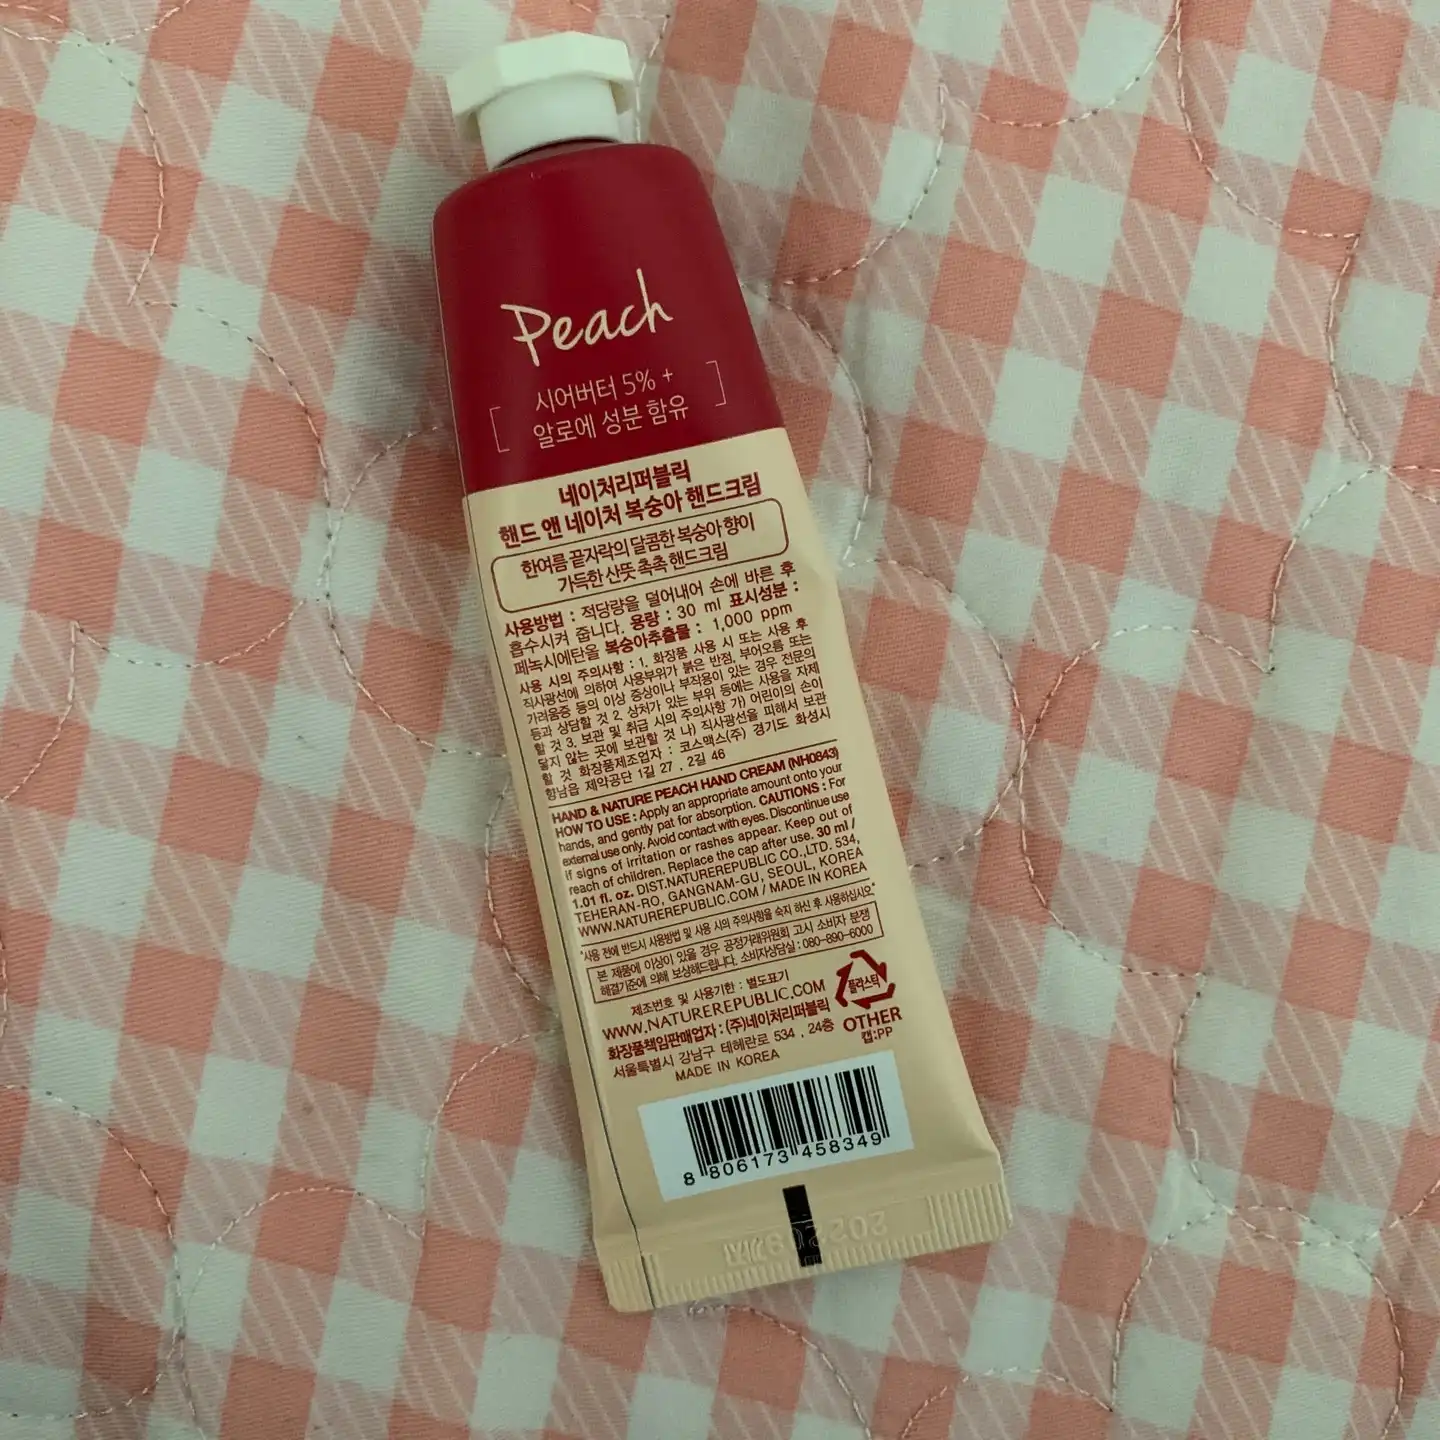 Peach
시어버터 5% +
알로에 성분 함유
네이처리퍼블릭
핸드 앤 네이처 복숭아 핸드크림
한여름 끝자락의 달콤한 복숭아 향이
가득한 산뜻 촉촉 핸드크림
사용방법 : 적당량을 덜어내어 손에 바른 후
흡수시켜 줍니다. 용량 : 30 ml 표시성분 :
페녹시에탄올 복숭아추출물 : 1,000 ppm
사용 시의 주의사항 : 1. 화장품 사용 시 또는 사용 후
직사광선에 의하여 사용부위가 붉은 반점, 부어오름 또는
가려움증 등의 이상 증상이나 부작용이 있는 경우 전문의
등과 상담할 것 2. 상처가 있는 부위 등에는 사용을 자제
할 것 3. 보관 및 취급 시의 주의사항 가) 어린이의 손이
닿지 않는 곳에 보관할 것 나) 직사광선을 피해서 보관
할 것 화장품제조업자 : 코스맥스(주) 경기도 화성시
향남읍 제약공단 1길 27 , 2길 46
HAND & NATURE PEACH HAND CREAM (NH0843)
HOW TO USE : Apply an appropriate amount onto your
hands, and gently pat for absorption. CAUTIONS : For
external use only. Avoid contact with eyes. Discontinue use
if signs of irritation or rashes appear. Keep out of
reach of children. Replace the cap after use. 30 ml /
1.01 fl. oz. DIST.NATUREREPUBLIC CO.,LTD. 534,
TEHERAN-RO, GANGNAM-GU, SEOUL, KOREA
WWW.NATUREREPUBLIC.COM / MADE IN KOREA
"사용 전에 반드시 사용방법 및 사용 시의 주의사항을 숙지 하신 후 사용하십시오"
본 제품에 이상이 있을 경우 공정거래위원회 고시 소비자 분쟁
해결기준에 의해 보상해드립니다. 소비자상담실 : 080-890-6000
제조번호 및 사용기한 : 별도표기
WWW.NATUREREPUBLIC.COM
화장품책임판매업자 : (주)네이처리퍼블릭
서울특별시 강남구 테헤란로 534 , 24층
MADE IN KOREA
플라스틱
OTHER
캡:PP
8 806173 458349